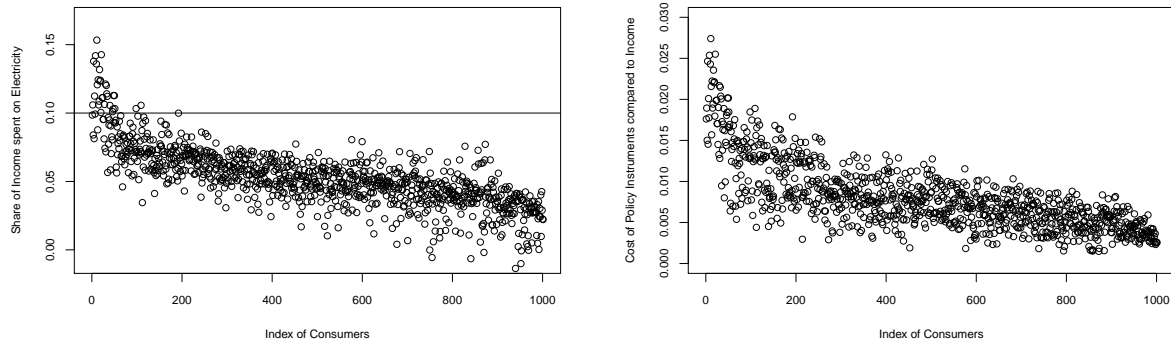 Share of Income spent on Electricity
0.15
0.10
0.05
0.00
0 200 400 600 800 1000
Index of Consumers
Cost of Policy Instruments compared to Income
0.030
0.025
0.020
0.015
0.010
0.005
0.000
0 200 400 600 800 1000
Index of Consumers